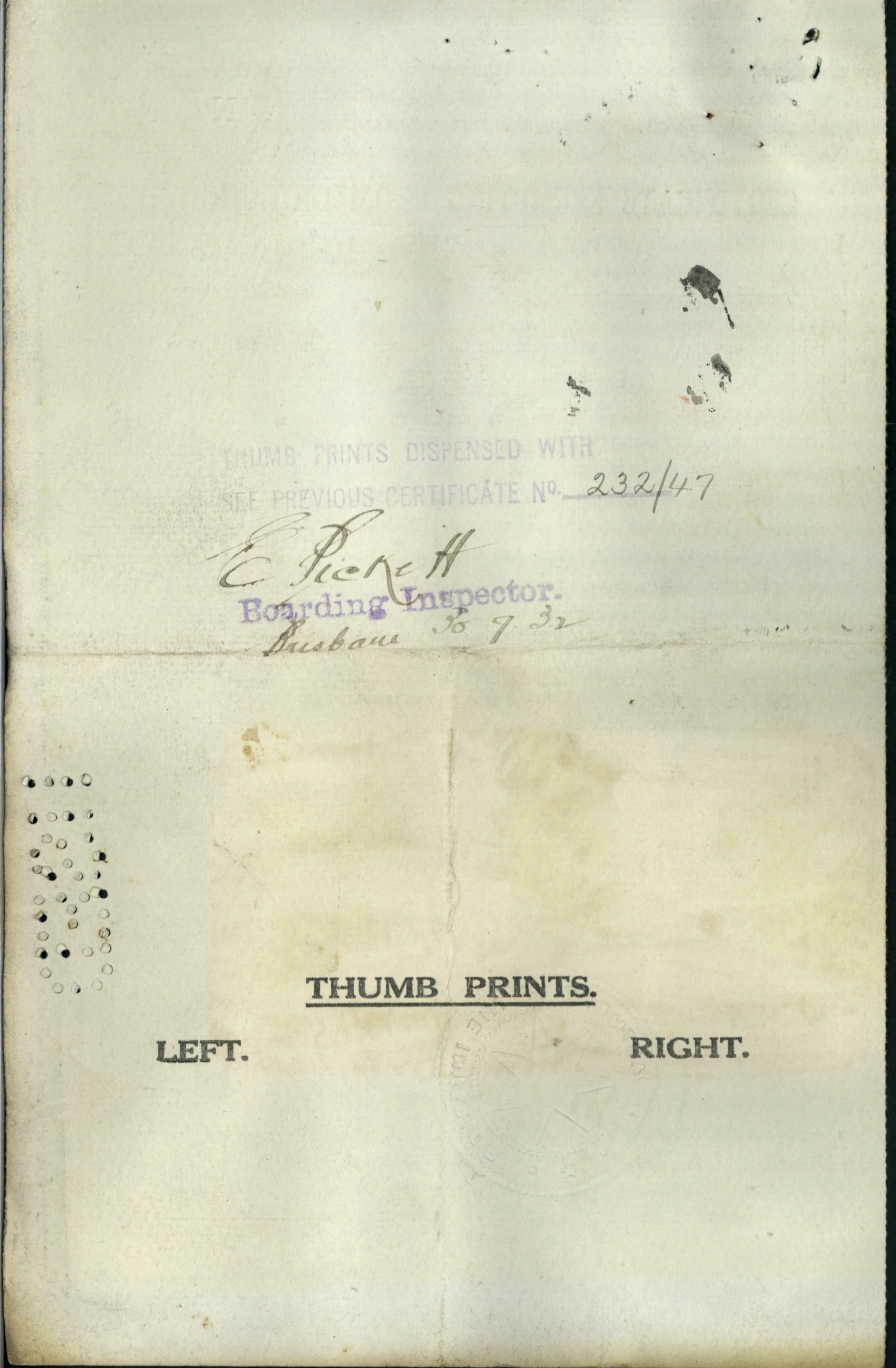 THUMB PRINTS DISPENSED WITH
SEE PREVIOUS CERTIFICATE Nº. 232/47
E Pickett
Boarding Inspector.
Brisbane 30 9 32
THUMB PRINTS.
LEFT. RIGHT.